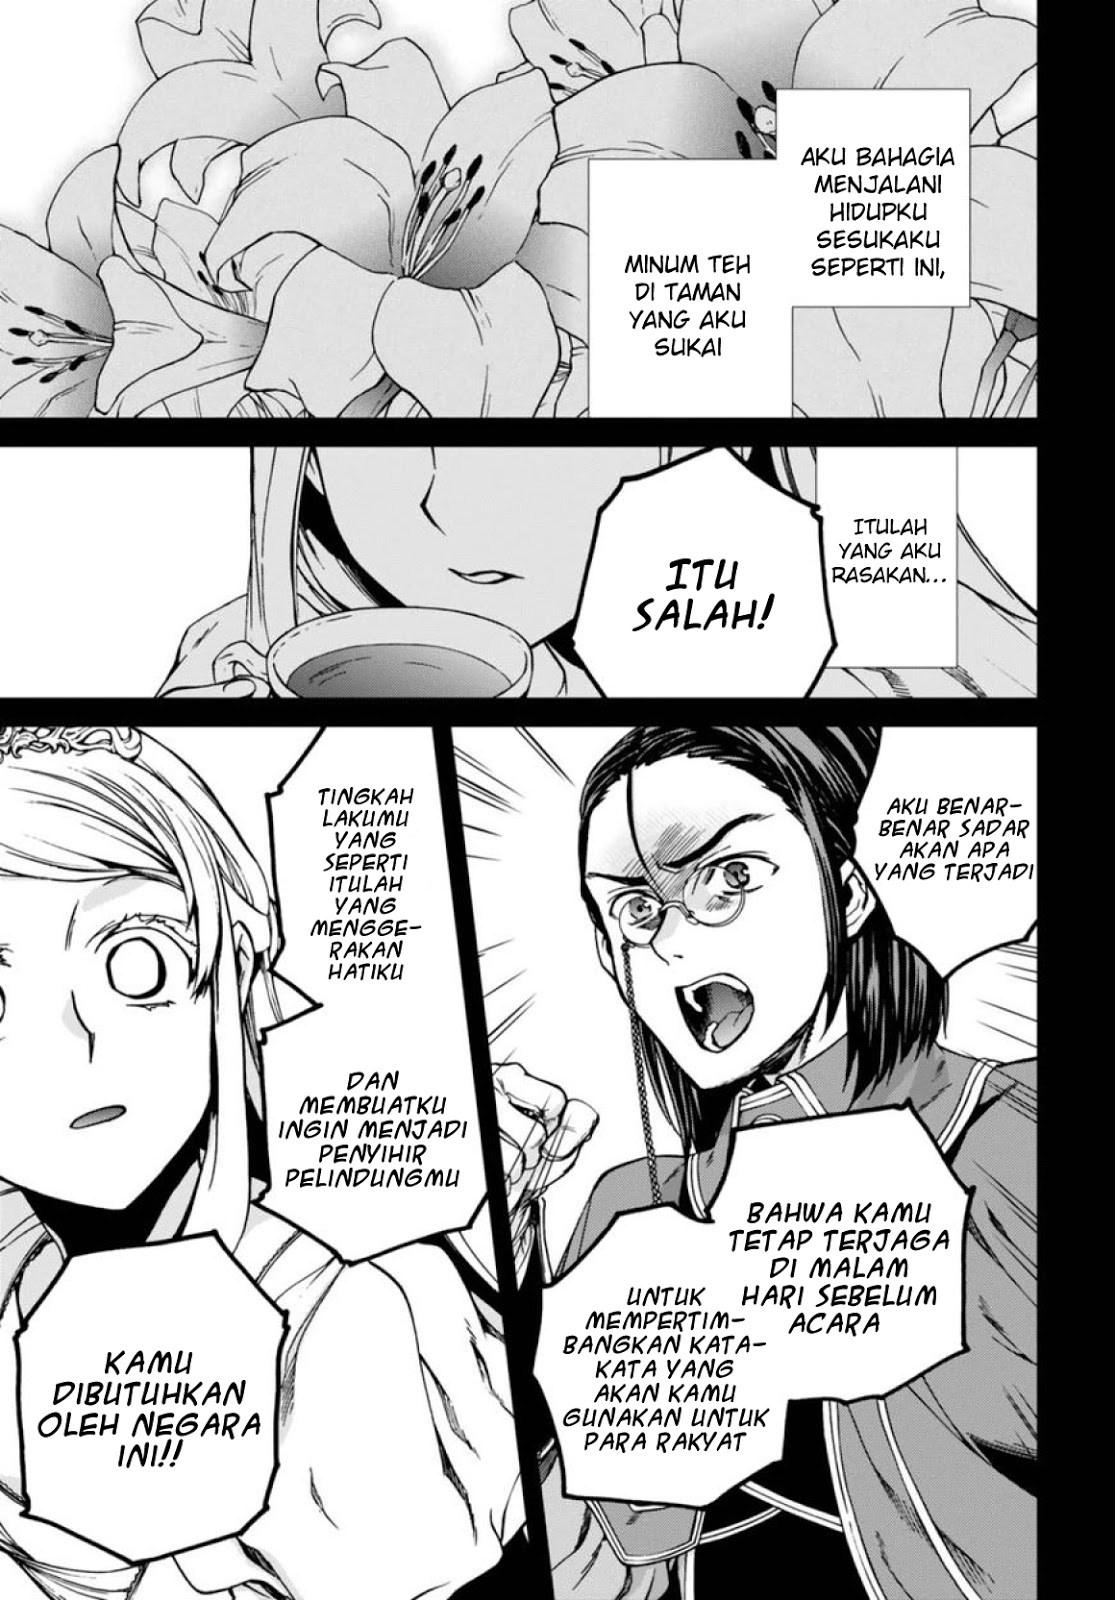 AKU BAHAGIA
MENJALANI
HIDUPKU
SESUKAKU
SEPERTI INI,
MINUM TEH
DI TAMAN
YANG AKU
SUKAI
ITULAH
YANG AKU
RASAKAN...
ITU
SALAH!
AKU BENAR-
BENAR SADAR
AKAN APA
YANG TERJADI
BAHWA KAMU
TETAP TERJAGA
DI MALAM
HARI SEBELUM
ACARA
UNTUK
MEMPERTIM-
BANGKAN KATA-
KATA YANG
AKAN KAMU
GUNAKAN UNTUK
PARA RAKYAT
TINGKAH
LAKUMU
YANG
SEPERTI
ITULAH
YANG
MENGGE-
RAKAN
HATIKU
DAN
MEMBUATKU
INGIN MENJADI
PENYIHIR
PELINDUNGMU
KAMU
DIBUTUHKAN
OLEH NEGARA
INI!!